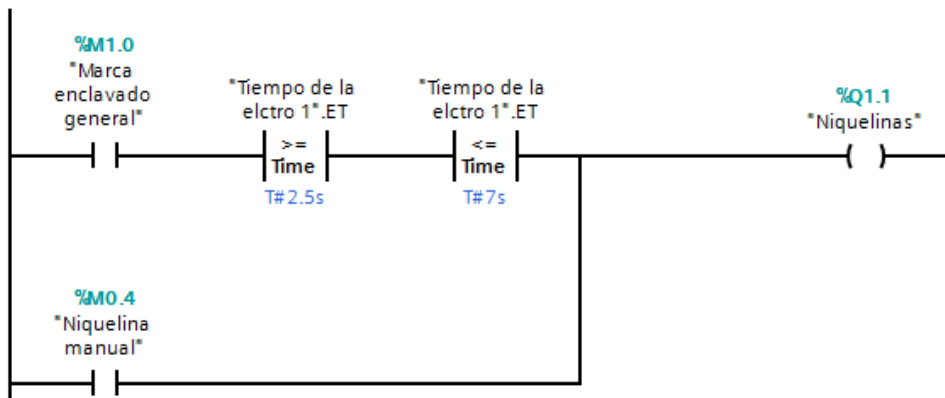 %M1.0
"Marca
enclavado
general"
"Tiempo de la
elctro 1".ET
>=
Time
T#2.5s
"Tiempo de la
elctro 1".ET
<=
Time
T#7s
%Q1.1
"Niquelinas"
%M0.4
"Niquelina
manual"